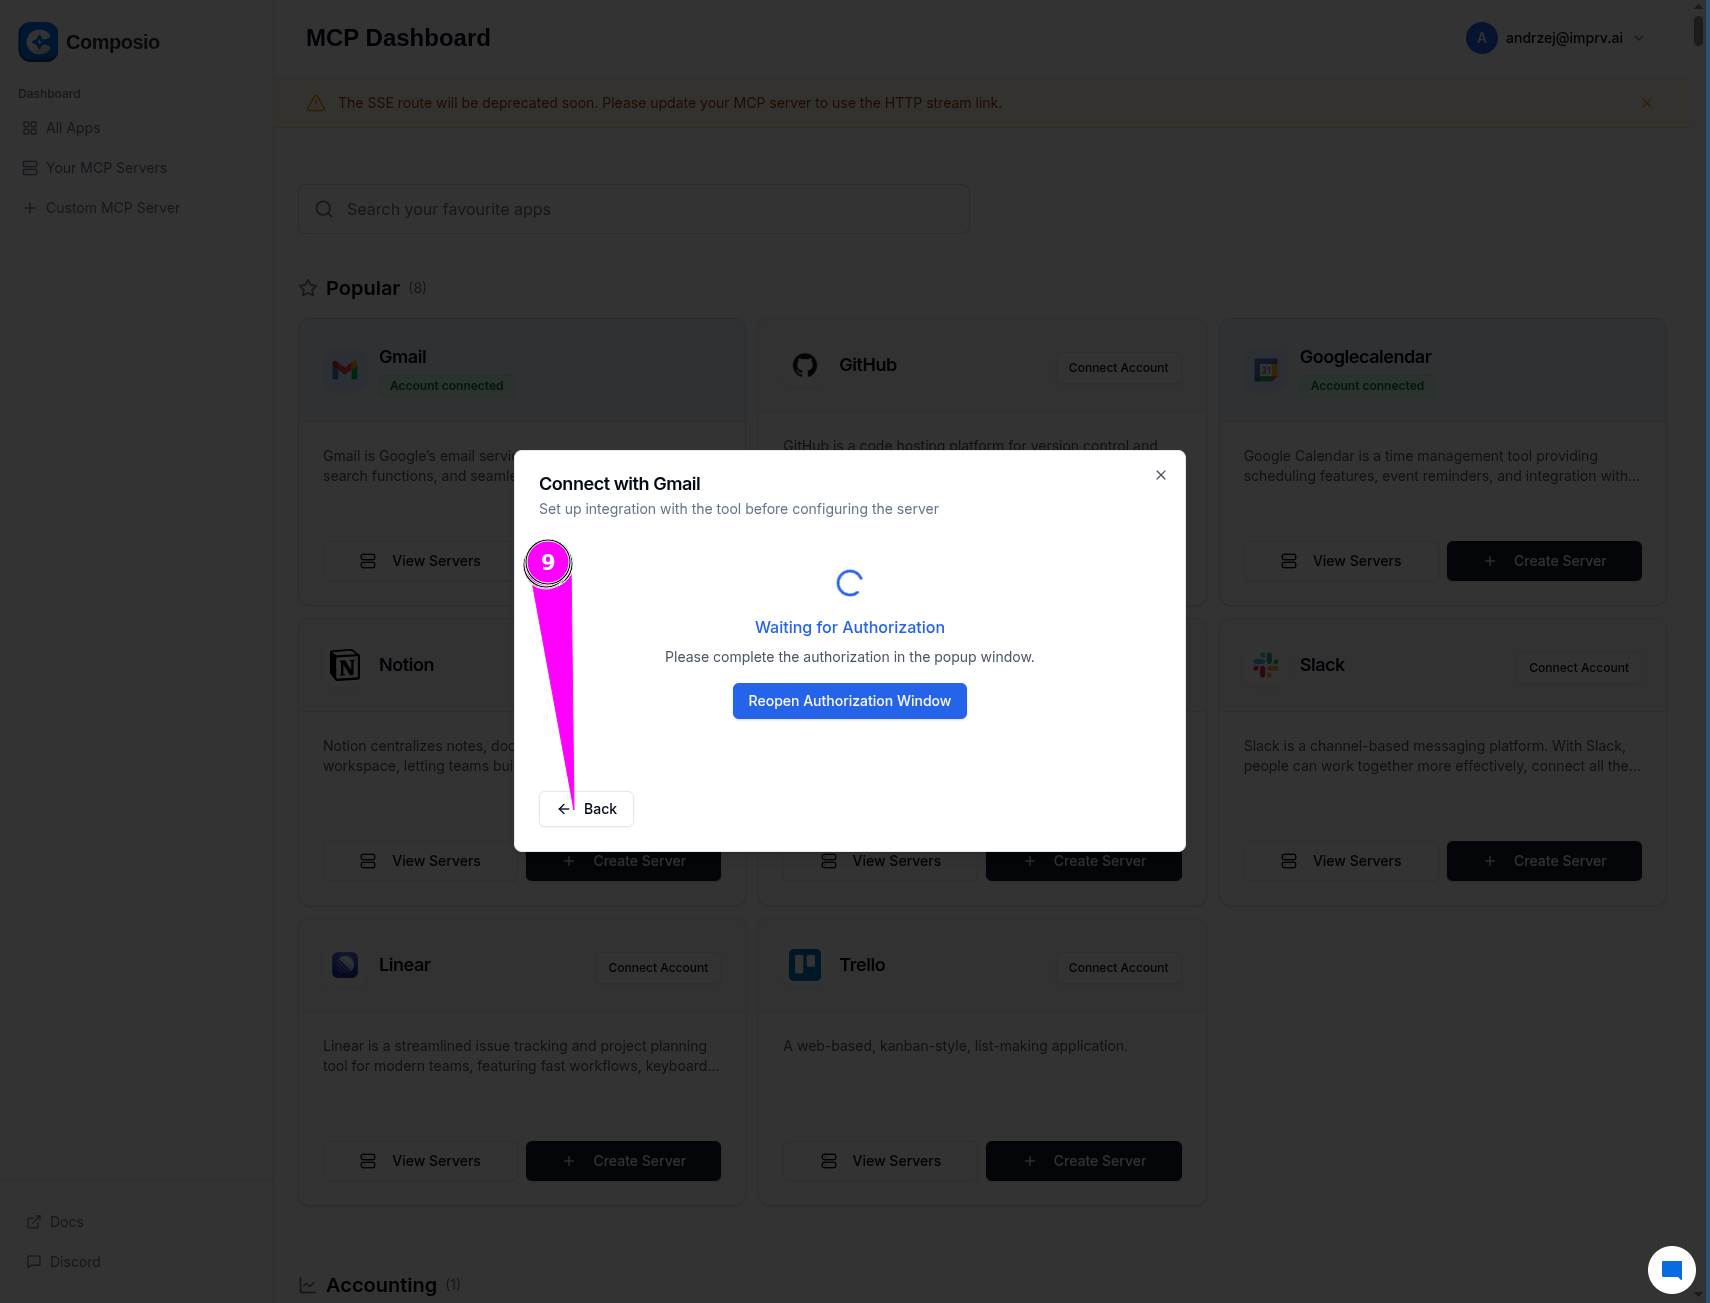 Composio
MCP Dashboard
A
andrzej@imprv.ai
Dashboard
All Apps
Your MCP Servers
Custom MCP Server
The SSE route will be deprecated soon. Please update your MCP server to use the HTTP stream link.
Search your favourite apps
Popular (8)
Gmail
Account connected
Gmail is Google's email servi
search functions, and seamle
View Servers
GitHub
Connect Account
GitHub is a code hosting platform for version control and
Googlecalendar
Account connected
31
Google Calendar is a time management tool providing
scheduling features, event reminders, and integration with...
View Servers
Create Server
Connect with Gmail
Set up integration with the tool before configuring the server
9
Waiting for Authorization
Please complete the authorization in the popup window.
Reopen Authorization Window
Back
Notion
Notion centralizes notes, doc
workspace, letting teams bui
View Servers
Create Server
View Servers
Create Server
Slack
Connect Account
Slack is a channel-based messaging platform. With Slack,
people can work together more effectively, connect all the...
View Servers
Create Server
Linear
Connect Account
Linear is a streamlined issue tracking and project planning
tool for modern teams, featuring fast workflows, keyboard...
View Servers
Create Server
Trello
Connect Account
A web-based, kanban-style, list-making application.
View Servers
Create Server
Docs
Discord
Accounting (1)